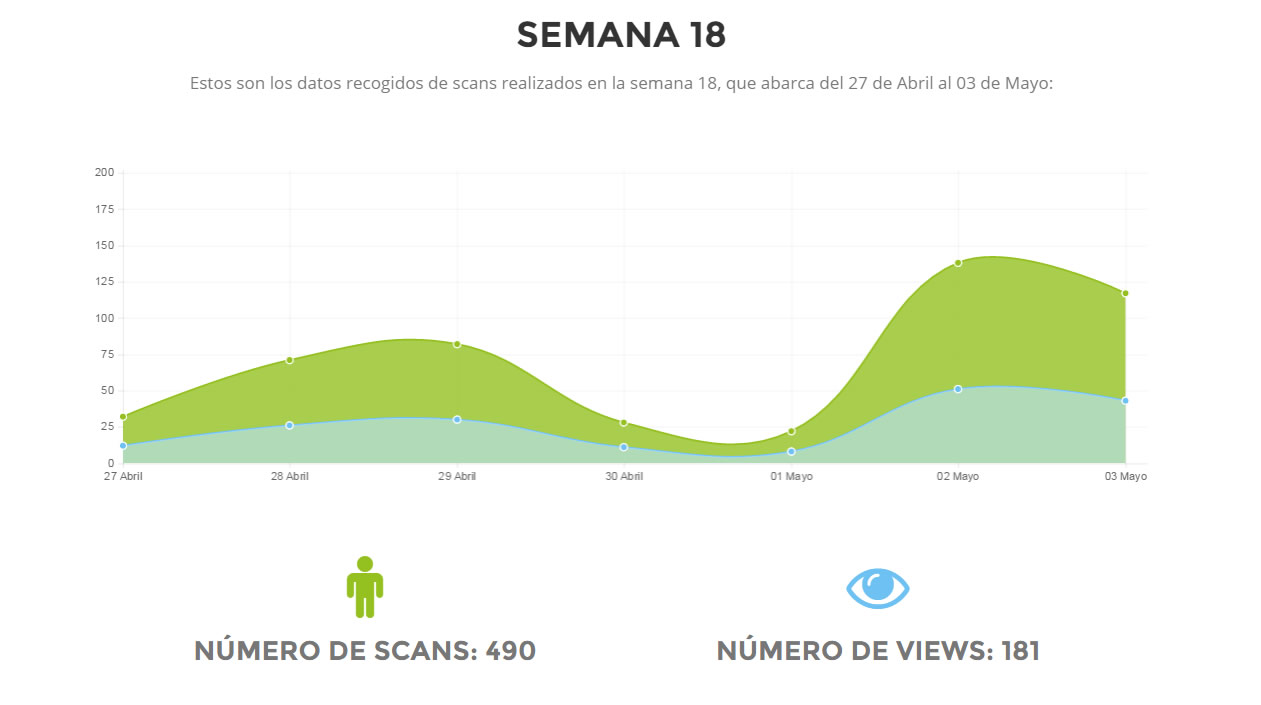 SEMANA 18
Estos son los datos recogidos de scans realizados en la semana 18, que abarca del 27 de Abril al 03 de Mayo:
200
175
150
125
100
75
50
25
0
27 Abril 28 Abril 29 Abril 30 Abril 01 Mayo 02 Mayo 03 Mayo
NÚMERO DE SCANS: 490 NÚMERO DE VIEWS: 181